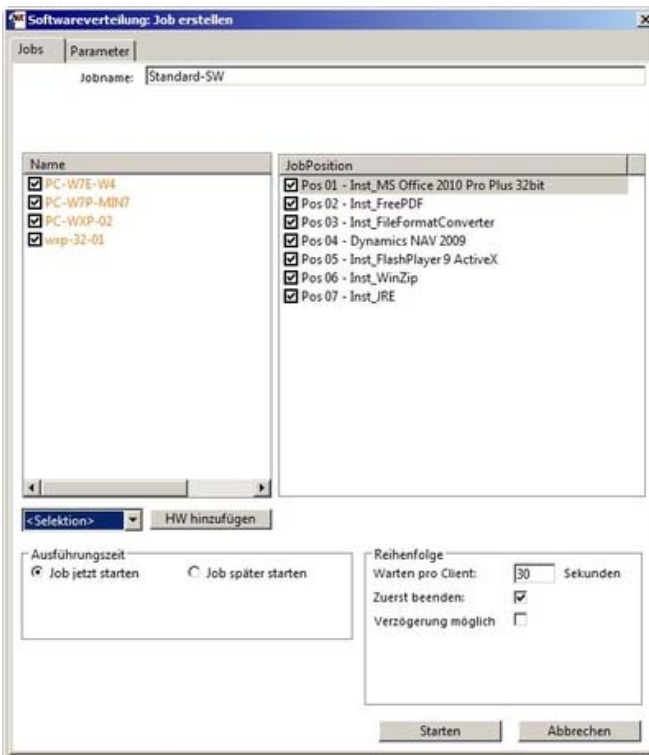 Softwareverteilung: Job erstellen
Jobs Parameter
Jobname: Standard-SW
Name
PC-W7E-W4
PC-W7P-MIN7
PC-WXP-02
wxp-32-01
JobPosition
Pos 01 - Inst_MS Office 2010 Pro Plus 32bit
Pos 02 - Inst_FreePDF
Pos 03 - Inst_FileFormatConverter
Pos 04 - Dynamics NAV 2009
Pos 05 - Inst_FlashPlayer 9 ActiveX
Pos 06 - Inst_WinZip
Pos 07 - Inst_JRE
<Selektion> HW hinzufügen
Ausführungszeit
Job jetzt starten Job später starten
Reihenfolge
Warten pro Client: 30 Sekunden
Zuerst beenden:
Verzögerung möglich
Starten Abbrechen